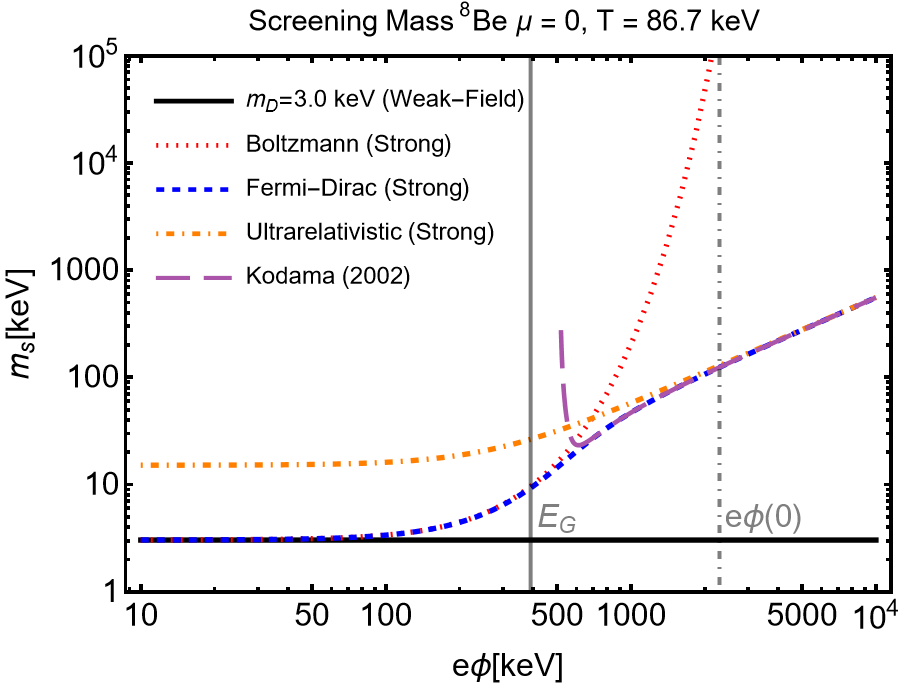 Screening Mass ⁸Be μ = 0, T = 86.7 keV
10⁵
10⁴
1000
100
10
1
mₛ[keV]
m_D=3.0 keV (Weak−Field)
Boltzmann (Strong)
Fermi−Dirac (Strong)
Ultrarelativistic (Strong)
Kodama (2002)
E_G
eϕ(0)
10 50 100 500 1000 5000 10⁴
eϕ[keV]